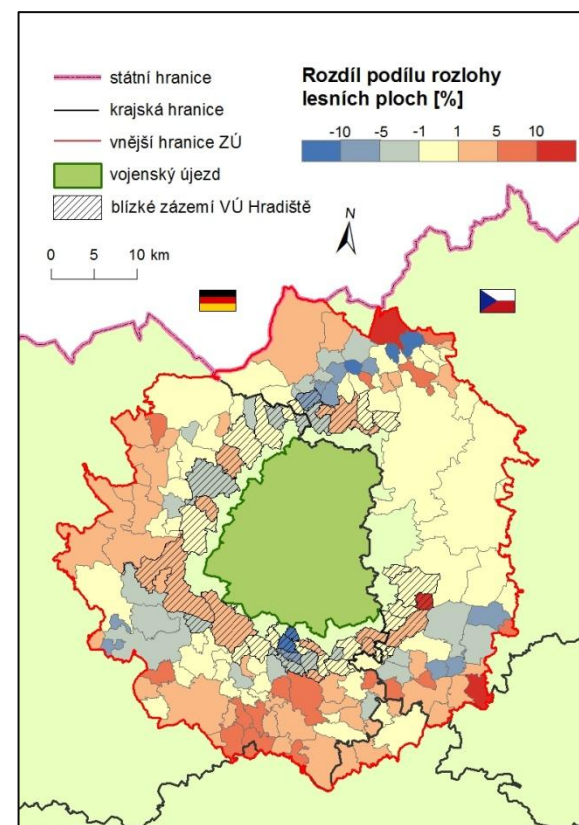 státní hranice
krajská hranice
vnější hranice ZÚ
vojenský újezd
blízké zázemí VÚ Hradiště
0 5 10 km
Rozdíl podílu rozlohy
lesních ploch [%]
-10 -5 -1 1 5 10
N